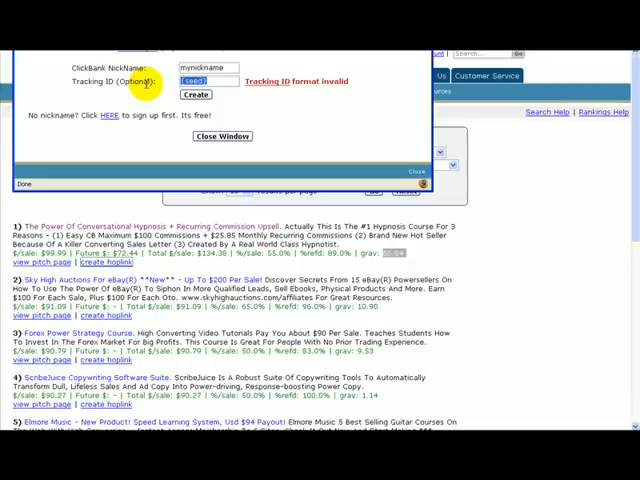 Search...
Go
ClickBank NickName: mynickname
Tracking ID (Optional): {seed} Tracking ID format invalid
Create
Us Customer Service
No nickname? Click HERE to sign up first. Its free!
Search Help | Rankings Help
Close Window
Close
Done
results per page
1) The Power Of Conversational Hypnosis + Recurring Commission Upsell. Actually This Is The #1 Hypnosis Course For 3
Reasons - (1) Easy CB Maximum $100 Commissions + $25.85 Monthly Recurring Commissions (2) Brand New Hot Seller
Because Of A Killer Converting Sales Letter (3) Created By A Real World Class Hypnotist.
$/sale: $99.99 | Future $: $72.44 | Total $/sale: $134.38 | %/sale: 55.0% | %refd: 89.0% | grav:
view pitch page | create hoplink
2) Sky High Auctions For eBay(R) **New** - Up To $200 Per Sale! Discover Secrets From 15 eBay(R) Powersellers On
How To Use The Power Of Ebay(R) To Siphon In More Qualified Leads, Sell Ebooks, Physical Products And More. Earn
$100 For Each Sale, Plus $100 For Each Oto. www.skyhighauctions.com/affiliates For Great Resources.
$/sale: $91.09 | Future $: - | Total $/sale: $91.09 | %/sale: 65.0% | %refd: 96.0% | grav: 10.90
view pitch page | create hoplink
3) Forex Power Strategy Course. High Converting Video Tutorials Pay You About $90 Per Sale. Teaches Students How
To Invest In The Forex Market For Big Profits. This Course Is Great For People With No Prior Trading Experience.
$/sale: $90.79 | Future $: - | Total $/sale: $90.79 | %/sale: 50.0% | %refd: 83.0% | grav: 9.53
view pitch page | create hoplink
4) ScribeJuice Copywriting Software Suite. ScribeJuice Is A Robust Suite Of Copywriting Tools To Automatically
Transform Dull, Lifeless Sales And Ad Copy Into Power-driving, Response-boosting Power Copy.
$/sale: $90.27 | Future $: - | Total $/sale: $90.27 | %/sale: 50.0% | %refd: 100.0% | grav: 1.14
view pitch page | create hoplink
5) Elmore Music - New Product! Speed Learning System, Usd $94 Payout! Elmore Music 5 Best Selling Guitar Courses On